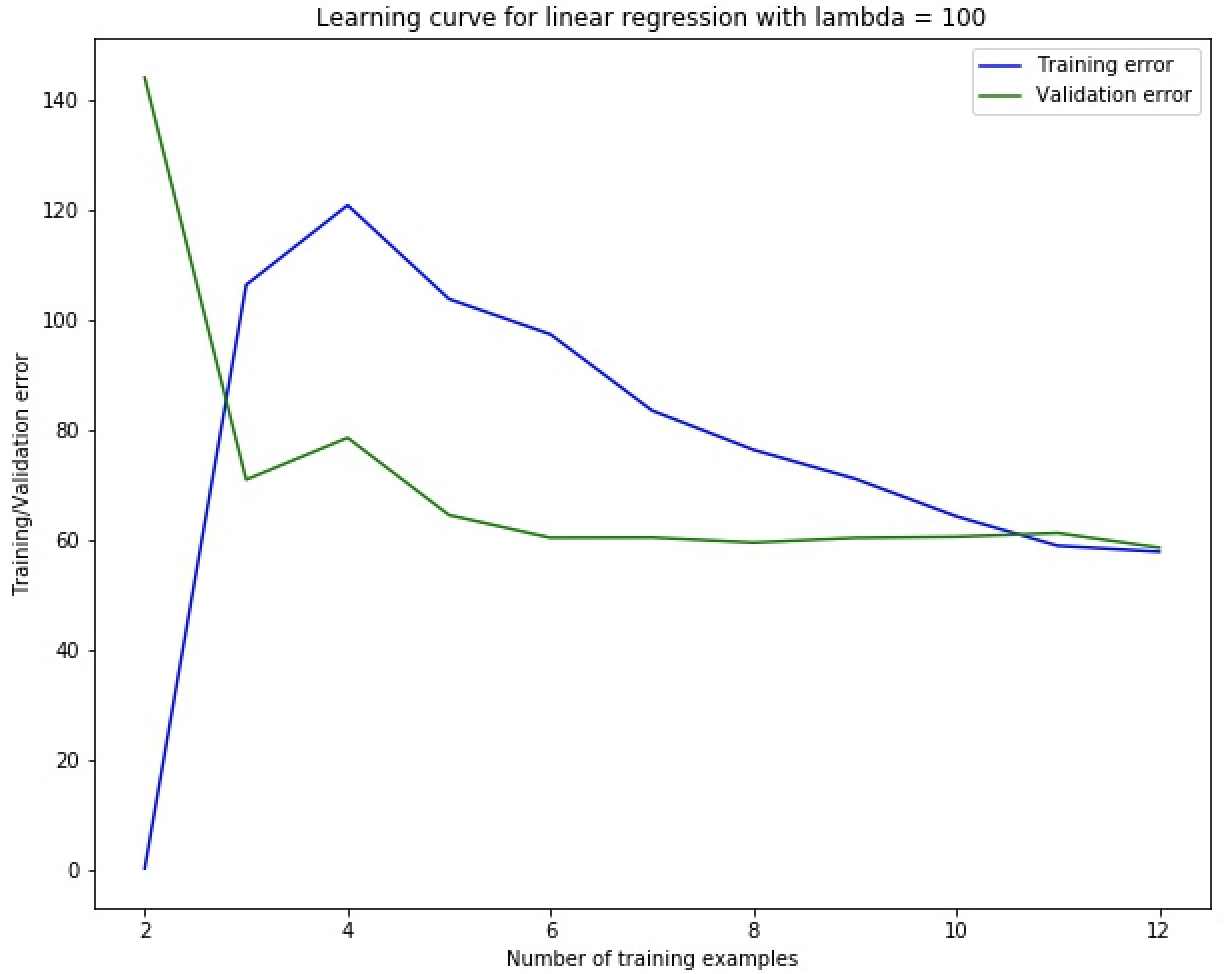 Learning curve for linear regression with lambda = 100
Training error
Validation error
140
120
100
80
60
40
20
0
Training/Validation error
2
4
6
8
10
12
Number of training examples